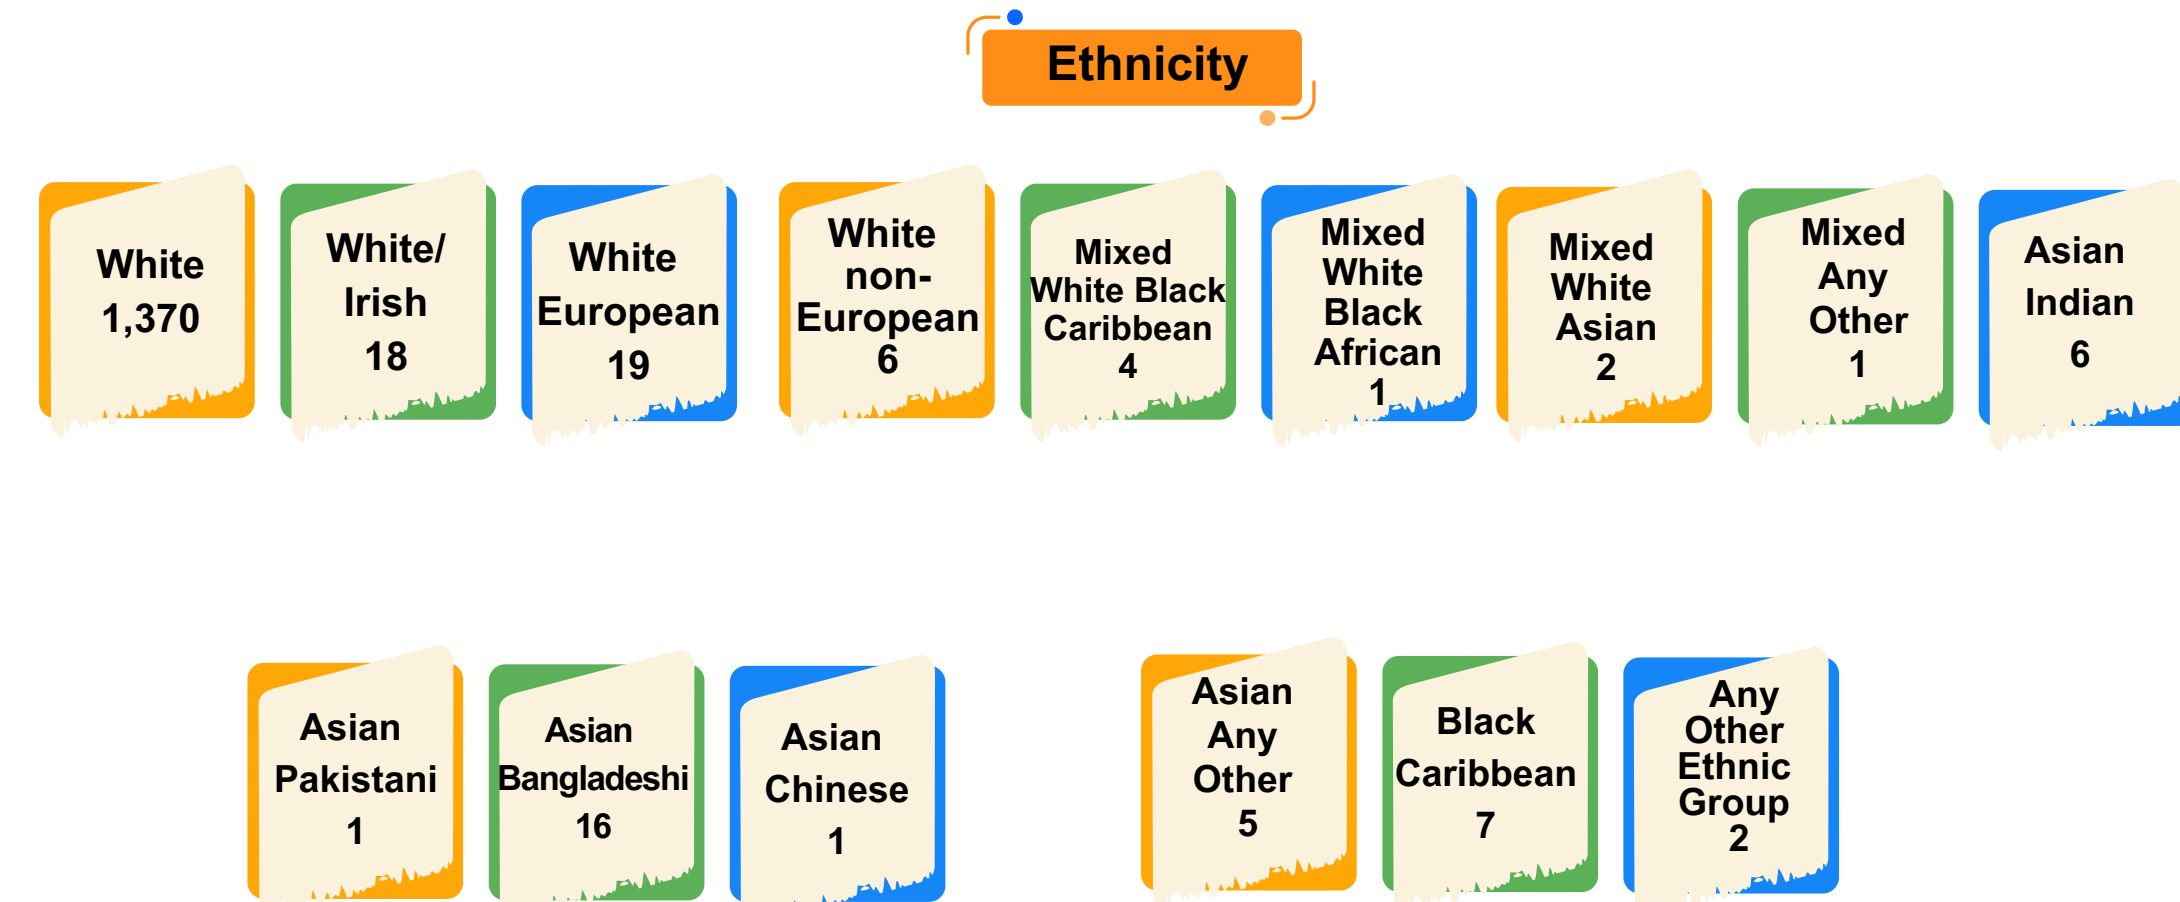 Ethnicity
White
1,370
White/
Irish
18
White
European
19
White
non-
European
6
Mixed
White Black
Caribbean
4
Mixed
White
Black
African
1
Mixed
White
Asian
2
Mixed
Any
Other
1
Asian
Indian
6
Asian
Pakistani
1
Asian
Bangladeshi
16
Asian
Chinese
1
Asian
Any
Other
5
Black
Caribbean
7
Any
Other
Ethnic
Group
2